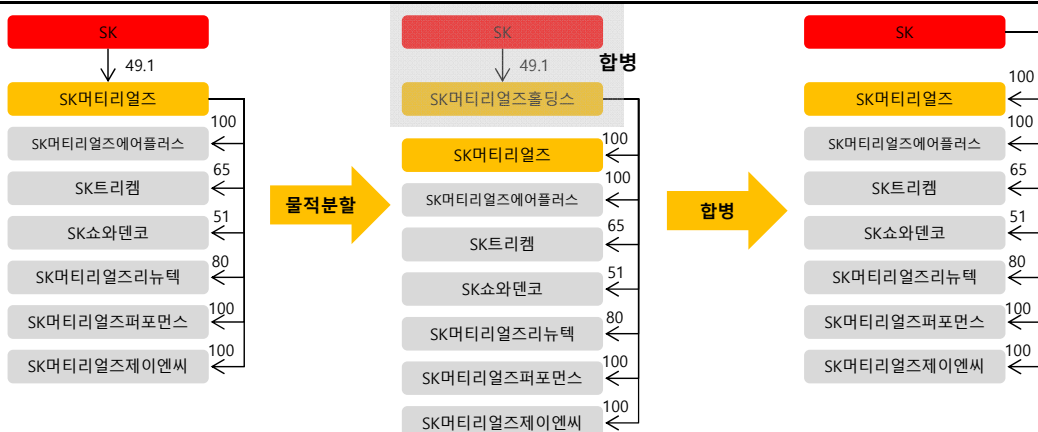 SK
49.1
SK머티리얼즈
100
SK머티리얼즈에어플러스
65
SK트리켐
51
SK쇼와덴코
80
SK머티리얼즈리뉴텍
100
SK머티리얼즈퍼포먼스
100
SK머티리얼즈제이엔씨
물적분할
SK
49.1
합병
SK머티리얼즈홀딩스
100
SK머티리얼즈
100
SK머티리얼즈에어플러스
65
SK트리켐
51
SK쇼와덴코
80
SK머티리얼즈리뉴텍
100
SK머티리얼즈퍼포먼스
100
SK머티리얼즈제이엔씨
합병
SK
100
SK머티리얼즈
100
SK머티리얼즈에어플러스
65
SK트리켐
51
SK쇼와덴코
80
SK머티리얼즈리뉴텍
100
SK머티리얼즈퍼포먼스
100
SK머티리얼즈제이엔씨